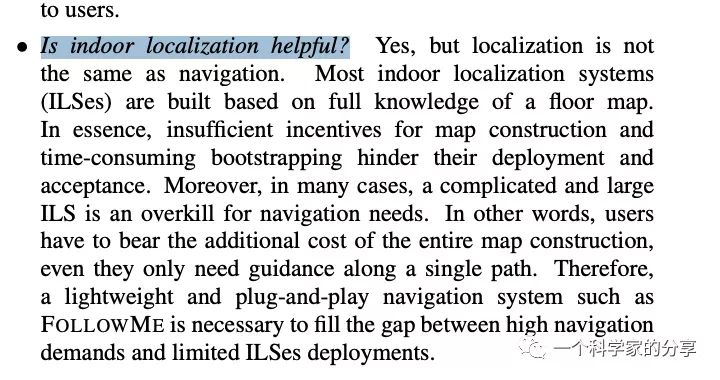 to users.
• Is indoor localization helpful? Yes, but localization is not
the same as navigation. Most indoor localization systems
(ILSes) are built based on full knowledge of a floor map.
In essence, insufficient incentives for map construction and
time-consuming bootstrapping hinder their deployment and
acceptance. Moreover, in many cases, a complicated and large
ILS is an overkill for navigation needs. In other words, users
have to bear the additional cost of the entire map construction,
even they only need guidance along a single path. Therefore,
a lightweight and plug-and-play navigation system such as
FOLLOWME is necessary to fill the gap between high navigation
demands and limited ILSes deployments.
一个科学家的分享